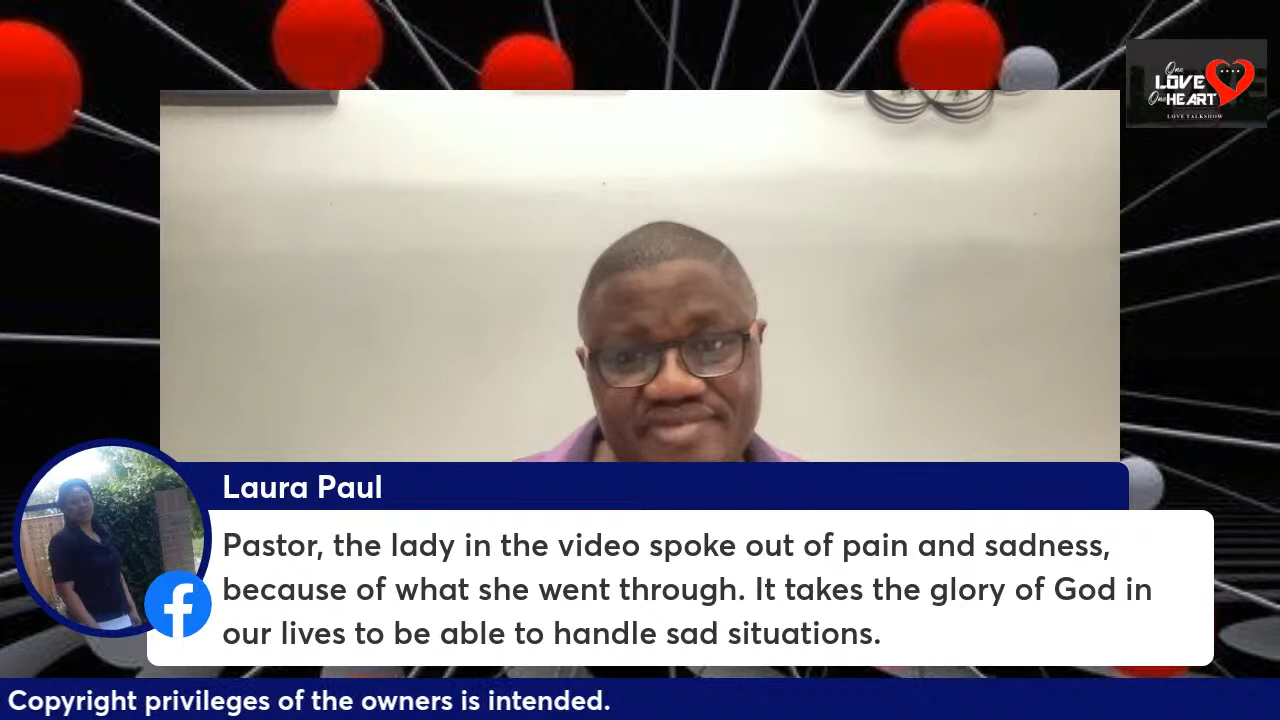 One
LOVE
One HEART
LOVE TALKSHOW
Laura Paul
Pastor, the lady in the video spoke out of pain and sadness,
because of what she went through. It takes the glory of God in
our lives to be able to handle sad situations.
Copyright privileges of the owners is intended.